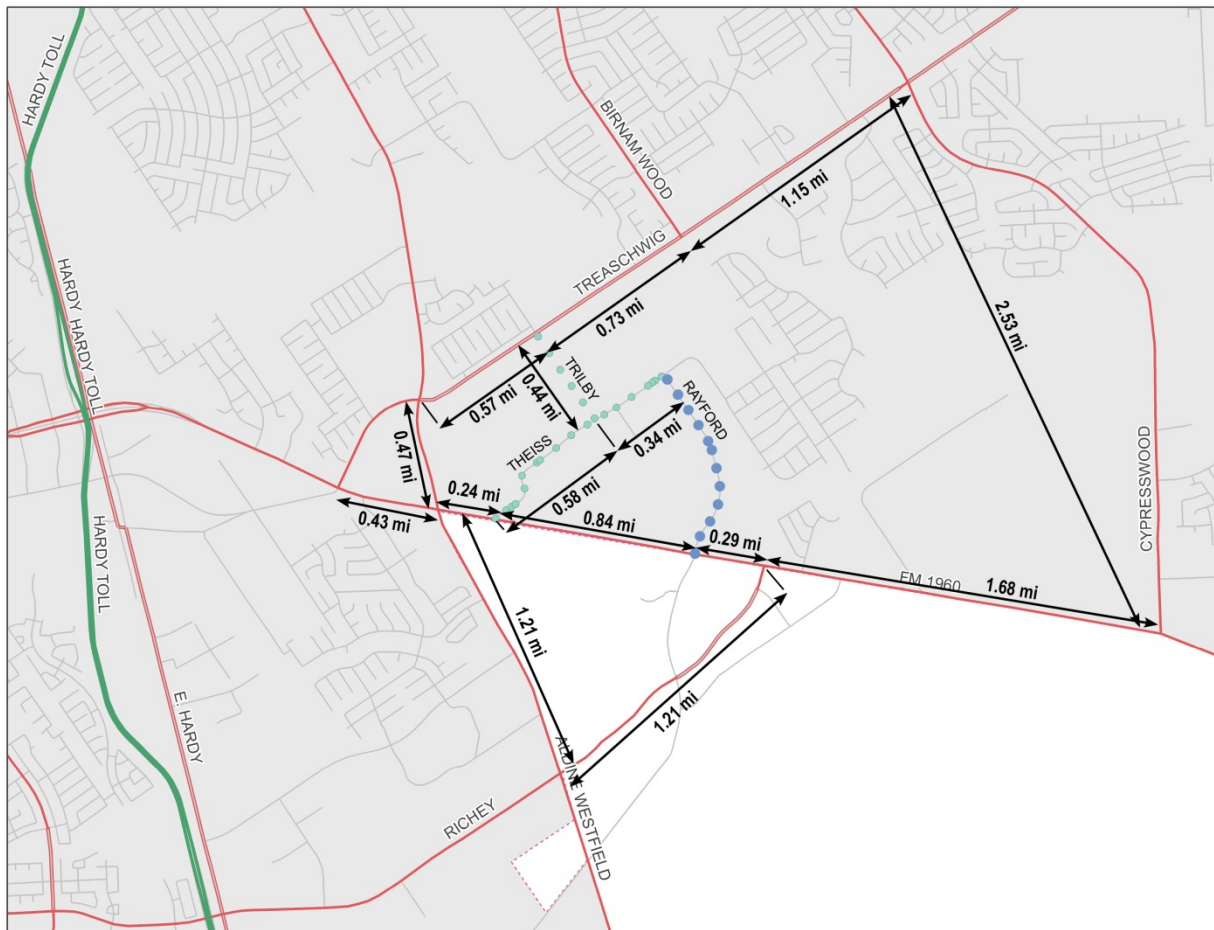 HARDY TOLL
BIRNAM WOOD
1.15 mi
TREASCHWIG
HARDY
HARDY TOLL
0.73 mi
2.53 mi
TRILBY
0.44 mi
0.57 mi
RAYFORD
0.34 mi
THEISS
0.47 mi
0.24 mi
0.58 mi
0.43 mi
0.84 mi
0.29 mi
CYPRESSWOOD
HARDY TOLL
FM 1960
1.68 mi
1.21 mi
1.21 mi
E. HARDY
ALDINE WESTFIELD
RICHEY